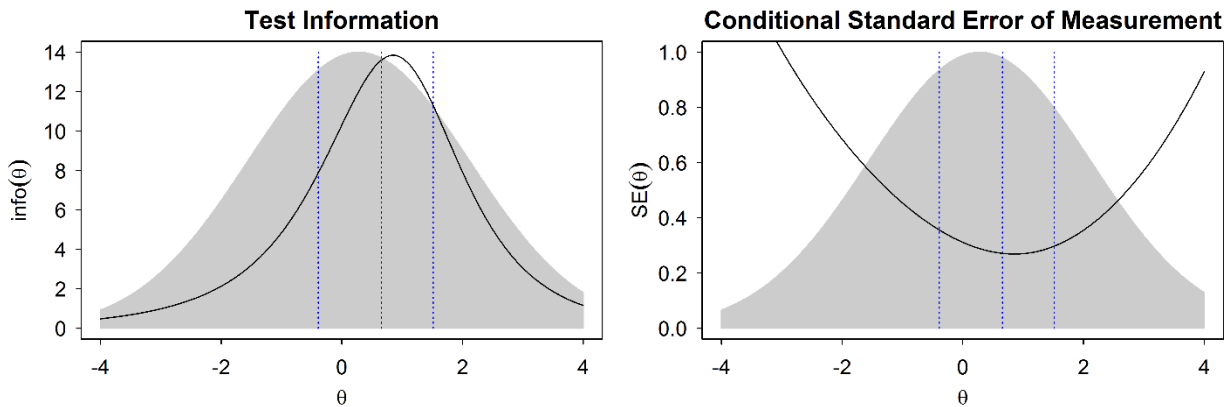 Test Information
14
12
10
8
6
4
2
0
info(θ)
-4 -2 0 2 4
θ
Conditional Standard Error of Measurement
1.0
0.8
0.6
0.4
0.2
0.0
SE(θ)
-4 -2 0 2 4
θ